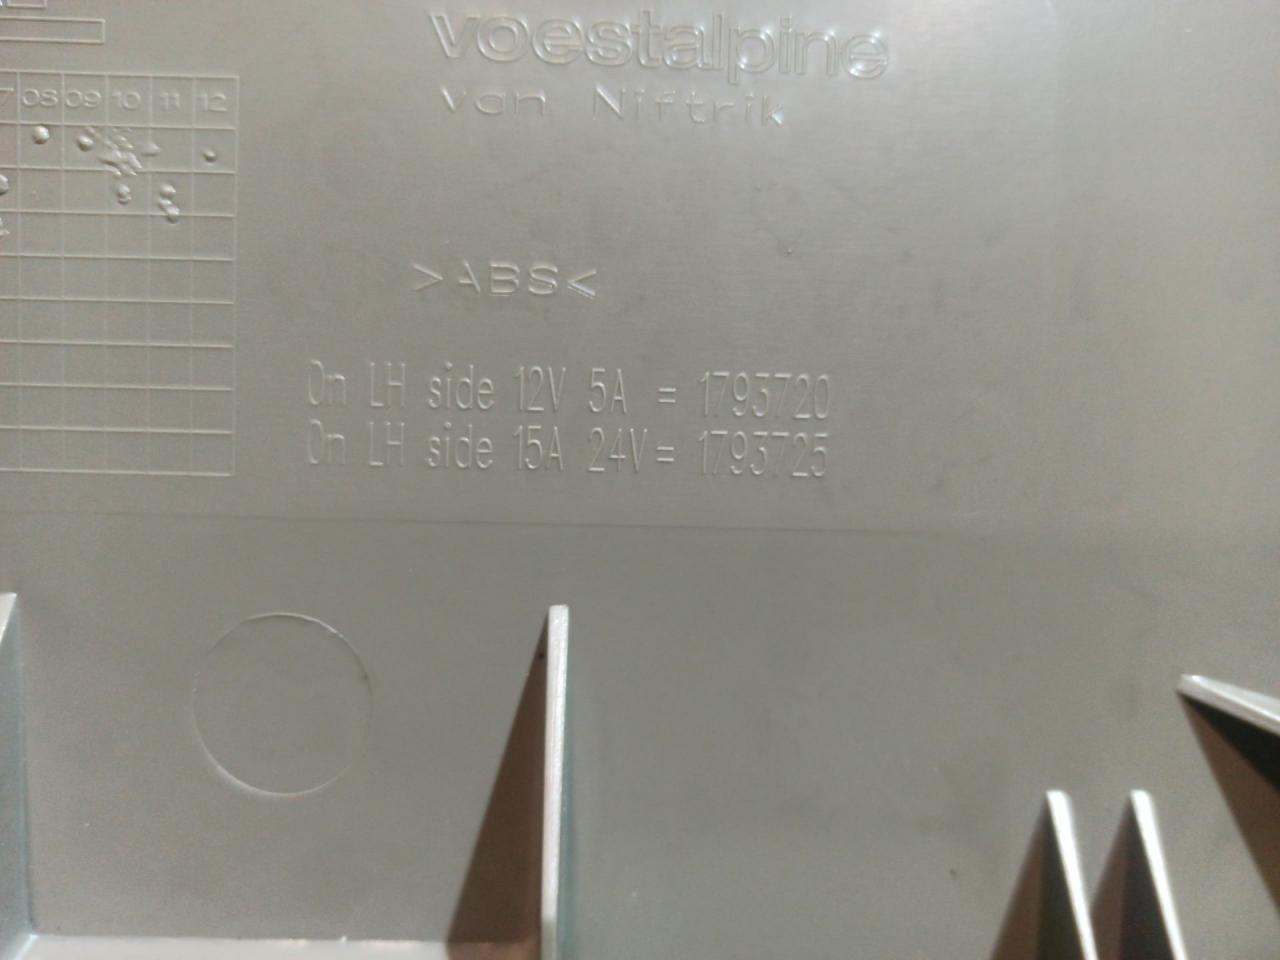 voestalpine
van Niftrik
08 09 10 11 12
>ABS<
On LH side 12V 5A = 1793720
On LH side 15A 24V = 1793725